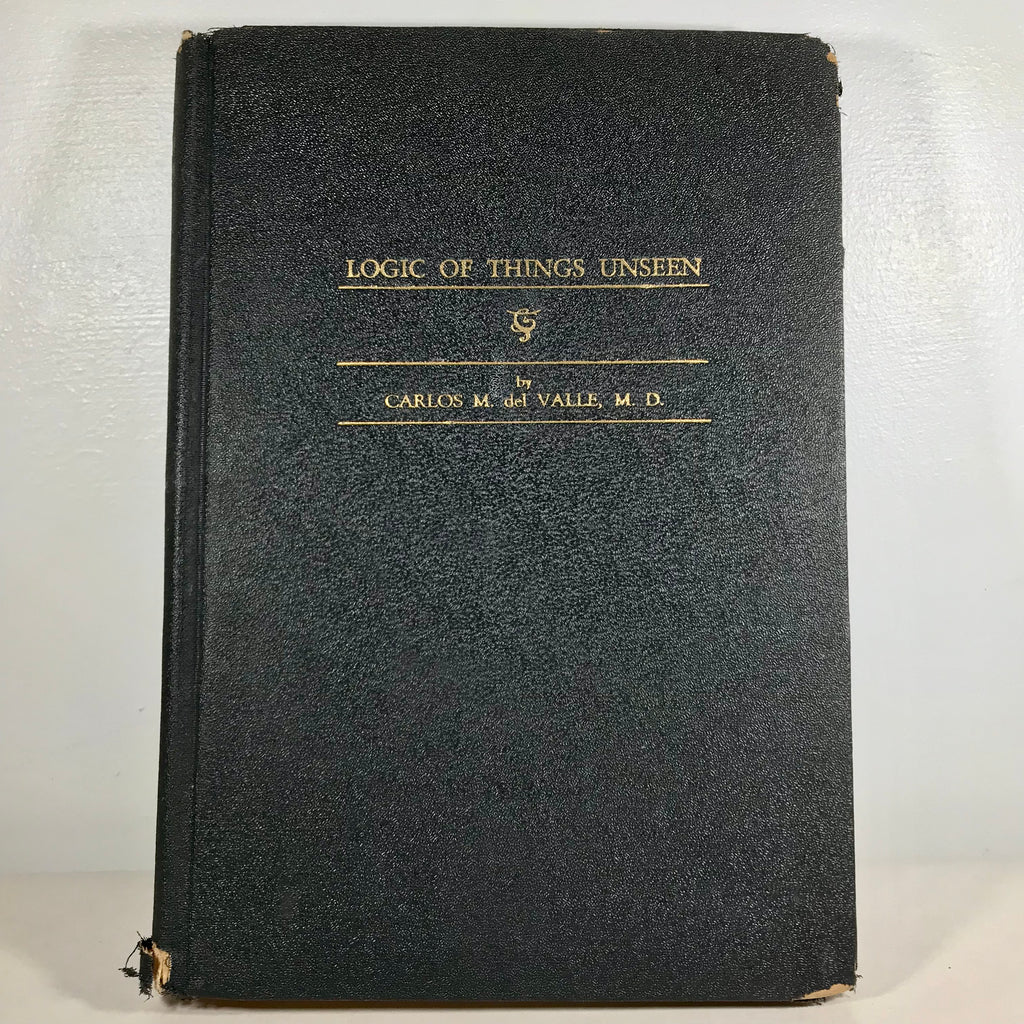 LOGIC OF THINGS UNSEEN
by
CARLOS M. del VALLE, M. D.